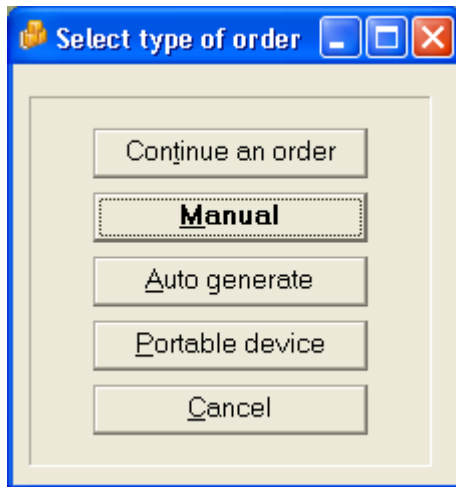 Select type of order
Continue an order
Manual
Auto generate
Portable device
Cancel